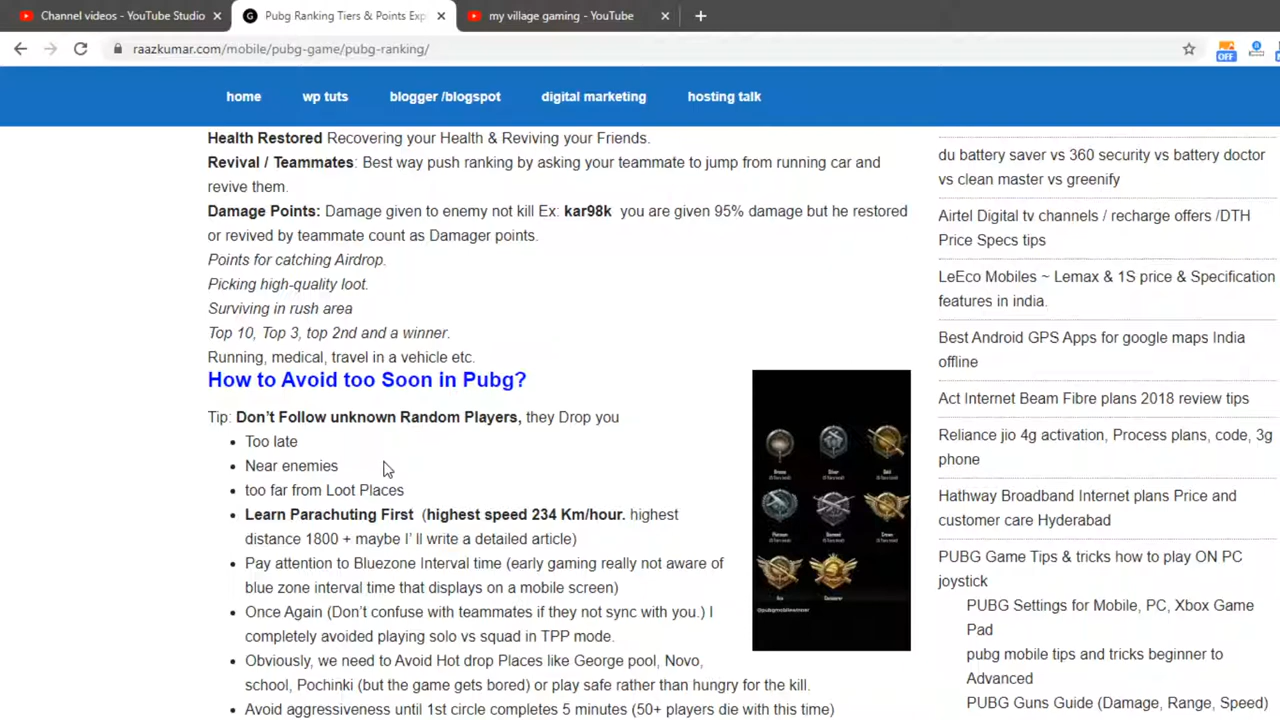 Channel videos - YouTube Studio
Pubg Ranking Tiers & Points Exp
my village gaming - YouTube
raazkumar.com/mobile/pubg-game/pubg-ranking/
OFF
home wp tuts blogger /blogspot digital marketing hosting talk
Health Restored Recovering your Health & Reviving your Friends.
Revival / Teammates: Best way push ranking by asking your teammate to jump from running car and
revive them.
Damage Points: Damage given to enemy not kill Ex: kar98k you are given 95% damage but he restored
or revived by teammate count as Damager points.
Points for catching Airdrop.
Picking high-quality loot.
Surviving in rush area
Top 10, Top 3, top 2nd and a winner.
Running, medical, travel in a vehicle etc.
How to Avoid too Soon in Pubg?
Tip: Don't Follow unknown Random Players, they Drop you
• Too late
• Near enemies
• too far from Loot Places
• Learn Parachuting First (highest speed 234 Km/hour. highest
distance 1800 + maybe I' ll write a detailed article)
• Pay attention to Bluezone Interval time (early gaming really not aware of
blue zone interval time that displays on a mobile screen)
• Once Again (Don't confuse with teammates if they not sync with you.) I
completely avoided playing solo vs squad in TPP mode.
• Obviously, we need to Avoid Hot drop Places like George pool, Novo,
school, Pochinki (but the game gets bored) or play safe rather than hungry for the kill.
• Avoid aggressiveness until 1st circle completes 5 minutes (50+ players die with this time)
du battery saver vs 360 security vs battery doctor
vs clean master vs greenify
Airtel Digital tv channels / recharge offers /DTH
Price Specs tips
LeEco Mobiles ~ Lemax & 1S price & Specification
features in india.
Best Android GPS Apps for google maps India
offline
Act Internet Beam Fibre plans 2018 review tips
Reliance jio 4g activation, Process plans, code, 3g
phone
Hathway Broadband Internet plans Price and
customer care Hyderabad
PUBG Game Tips & tricks how to play ON PC
joystick
PUBG Settings for Mobile, PC, Xbox Game
Pad
pubg mobile tips and tricks beginner to
Advanced
PUBG Guns Guide (Damage, Range, Speed)